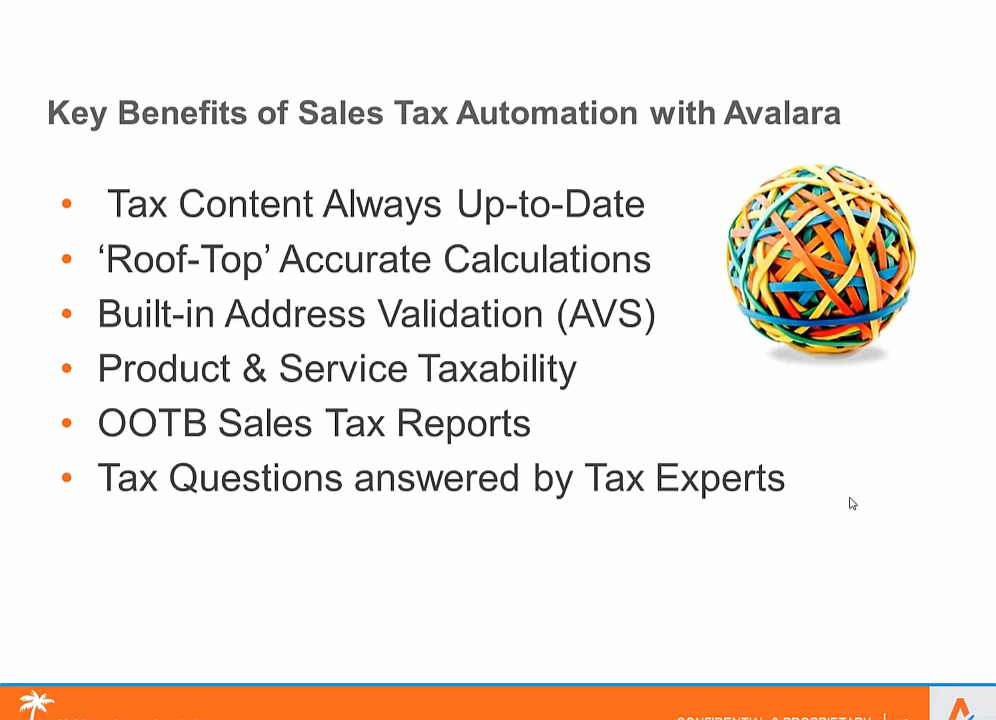 Key Benefits of Sales Tax Automation with Avalara
• Tax Content Always Up-to-Date
• ‘Roof-Top’ Accurate Calculations
• Built-in Address Validation (AVS)
• Product & Service Taxability
• OOTB Sales Tax Reports
• Tax Questions answered by Tax Experts
CONFIDENTIAL & PROPRIETARY |